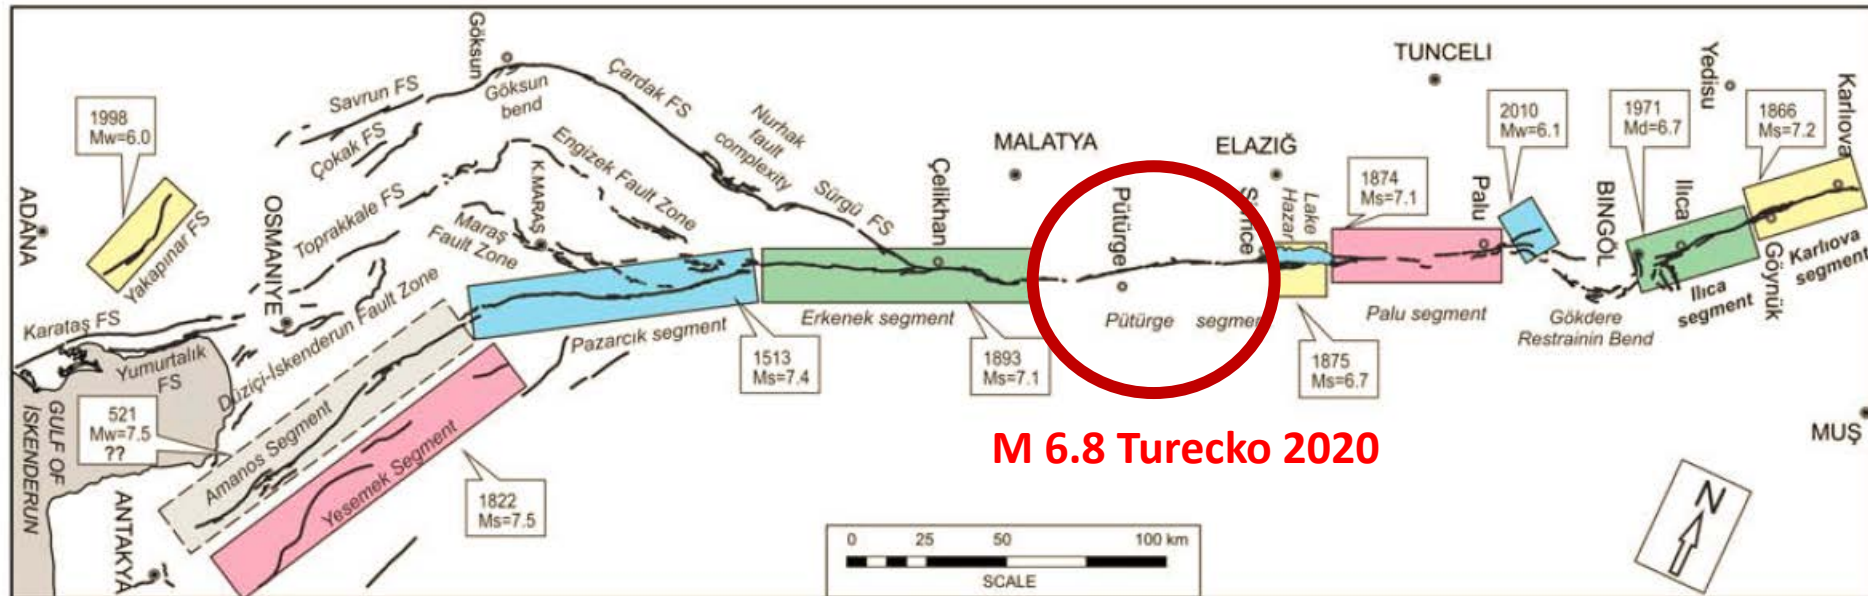 Göksun
Göksun
bend
Savrun FS
Çokak FS
Çardak FS
Nurhak
fault
complexity
Engizek Fault Zone
K.MARAŞ
Maraş
Fault Zone
Toprakkale FS
OSMANIYE
1998
Mw=6.0
Yakapınar FS
ADANA
Karataş FS
Yumurtalık
FS
Düziçi-İskenderun Fault Zone
GULF OF
İSKENDERUN
521
Mw=7.5
??
Amanos Segment
Yesemek Segment
ANTAKYA
1822
Ms=7.5
Pazarcık segment
1513
Ms=7.4
Sürgü FS
Çelikhan
Erkenek segment
1893
Ms=7.1
MALATYA
Pütürge
Pütürge segmen
ELAZIĞ
Lake
Hazar
1875
Ms=6.7
1874
Ms=7.1
Palu
Palu segment
TUNCELI
2010
Mw=6.1
Gökdere
Restrainin Bend
BINGÖL
1971
Md=6.7
Ilıca
Ilıca
segment
Yedisu
1866
Ms=7.2
Karlıova
Göynük
Karlıova
segment
MUŞ
M 6.8 Turecko 2020
0 25 50 100 km
SCALE
N